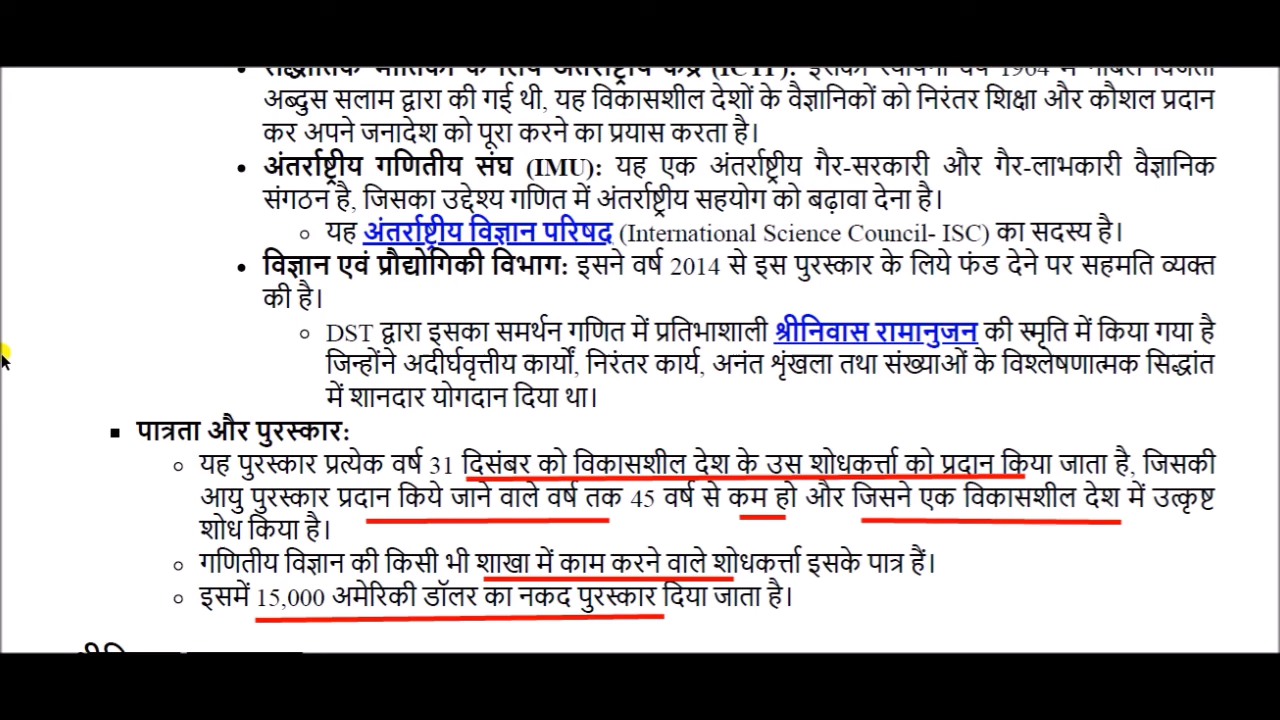 अब्दुस सलाम द्वारा की गई थी, यह विकासशील देशों के वैज्ञानिकों को निरंतर शिक्षा और कौशल प्रदान
कर अपने जनादेश को पूरा करने का प्रयास करता है।
• अंतर्राष्ट्रीय गणितीय संघ (IMU): यह एक अंतर्राष्ट्रीय गैर-सरकारी और गैर-लाभकारी वैज्ञानिक
संगठन है, जिसका उद्देश्य गणित में अंतर्राष्ट्रीय सहयोग को बढ़ावा देना है।
○ यह अंतर्राष्ट्रीय विज्ञान परिषद (International Science Council- ISC) का सदस्य है।
• विज्ञान एवं प्रौद्योगिकी विभाग: इसने वर्ष 2014 से इस पुरस्कार के लिये फंड देने पर सहमति व्यक्त
की है।
○ DST द्वारा इसका समर्थन गणित में प्रतिभाशाली श्रीनिवास रामानुजन की स्मृति में किया गया है
जिन्होंने अदीर्घवृत्तीय कार्यों, निरंतर कार्य, अनंत शृंखला तथा संख्याओं के विश्लेषणात्मक सिद्धांत
में शानदार योगदान दिया था।
▪ पात्रता और पुरस्कार:
○ यह पुरस्कार प्रत्येक वर्ष 31 दिसंबर को विकासशील देश के उस शोधकर्त्ता को प्रदान किया जाता है, जिसकी
आयु पुरस्कार प्रदान किये जाने वाले वर्ष तक 45 वर्ष से कम हो और जिसने एक विकासशील देश में उत्कृष्ट
शोध किया है।
○ गणितीय विज्ञान की किसी भी शाखा में काम करने वाले शोधकर्त्ता इसके पात्र हैं।
○ इसमें 15,000 अमेरिकी डॉलर का नकद पुरस्कार दिया जाता है।